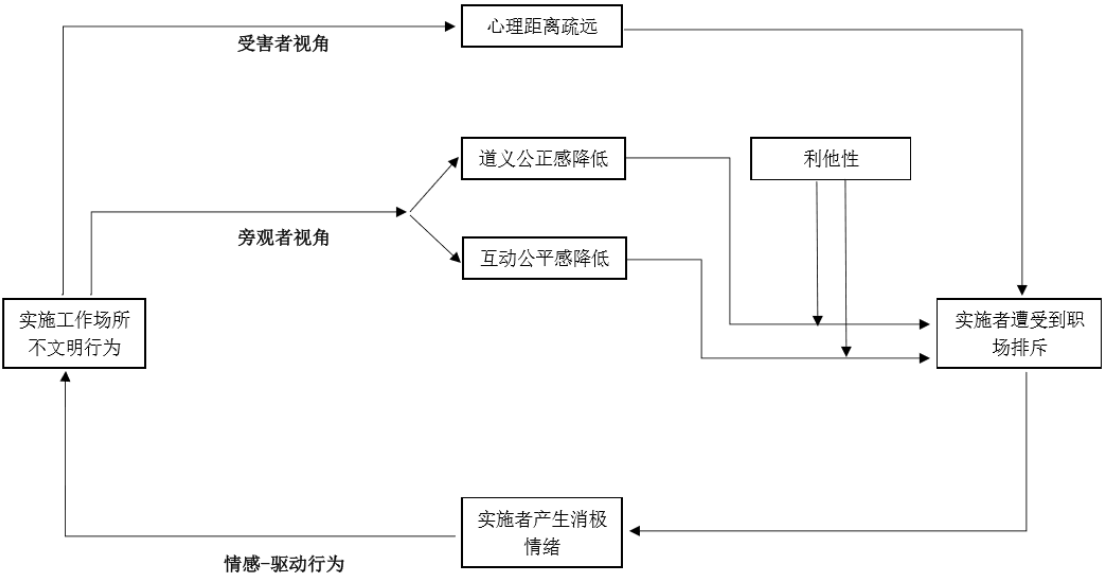 心理距离疏远
受害者视角
道义公正感降低
利他性
旁观者视角
互动公平感降低
实施工作场所
不文明行为
实施者遭受到职
场排斥
实施者产生消极
情绪
情感-驱动行为